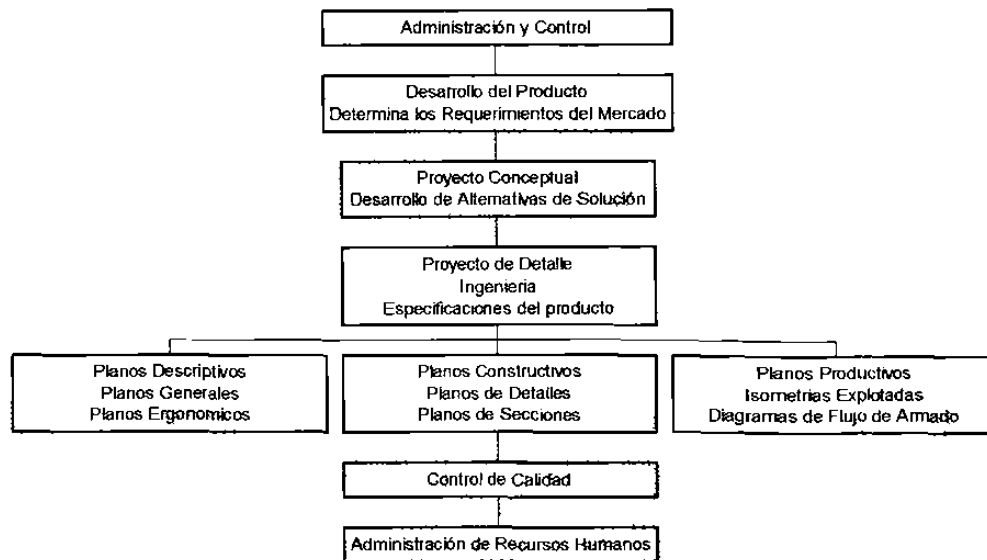 Administración y Control
Desarrollo del Producto
Determina los Requerimientos del Mercado
Proyecto Conceptual
Desarrollo de Alternativas de Solución
Proyecto de Detalle
Ingenieria
Especificaciones del producto
Planos Descriptivos
Planos Generales
Planos Ergonomicos
Planos Constructivos
Planos de Detalles
Planos de Secciones
Planos Productivos
Isometrias Explotadas
Diagramas de Flujo de Armado
Control de Calidad
Administración de Recursos Humanos